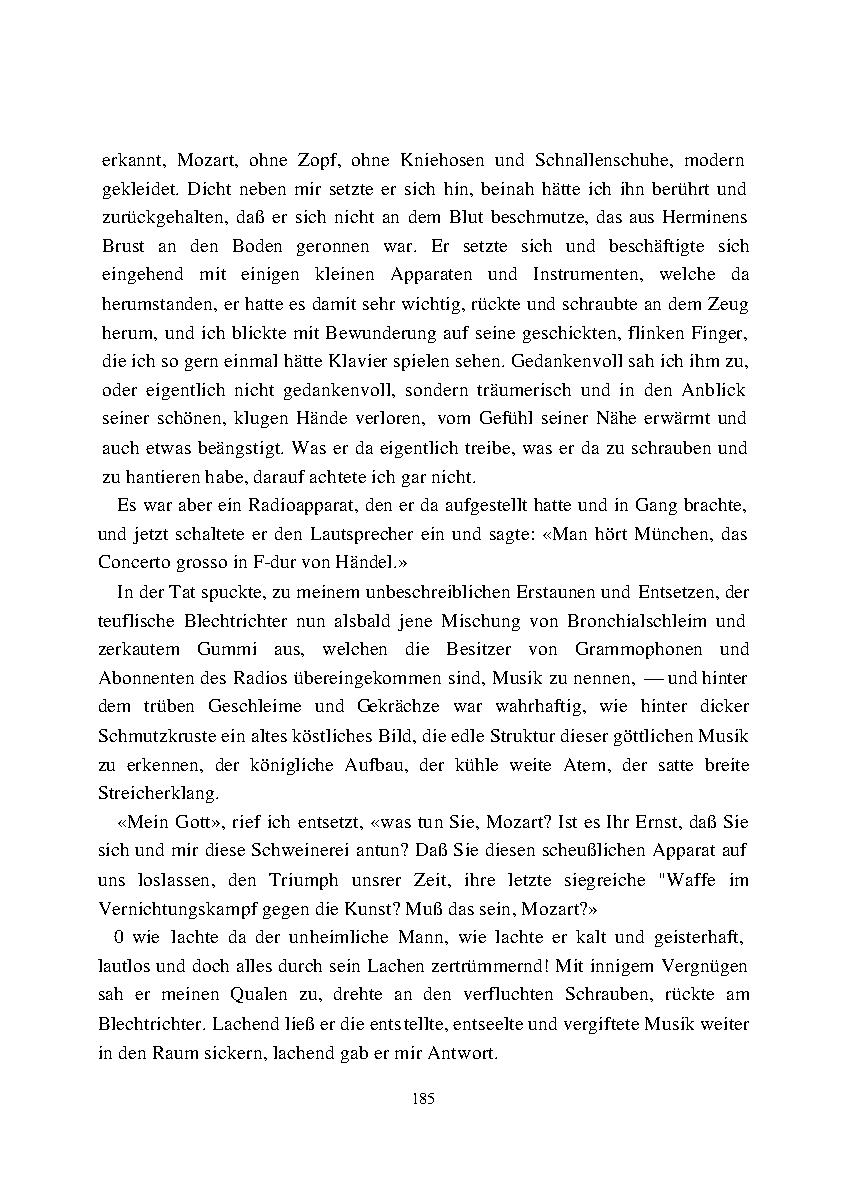 erkannt, Mozart, ohne Zopf, ohne Kniehosen und Schnallenschuhe, modern
gekleidet. Dicht neben mir setzte er sich hin, beinah hätte ich ihn berührt und
zurückgehalten, daß er sich nicht an dem Blut beschmutze, das aus Herminens
Brust an den Boden geronnen war. Er setzte sich und beschäftigte sich
eingehend mit einigen kleinen Apparaten und Instrumenten, welche da
herumstanden, er hatte es damit sehr wichtig, rückte und schraubte an dem Zeug
herum, und ich blickte mit Bewunderung auf seine geschickten, flinken Finger,
die ich so gern einmal hätte Klavier spielen sehen. Gedankenvoll sah ich ihm zu,
oder eigentlich nicht gedankenvoll, sondern träumerisch und in den Anblick
seiner schönen, klugen Hände verloren, vom Gefühl seiner Nähe erwärmt und
auch etwas beängstigt. Was er da eigentlich treibe, was er da zu schrauben und
zu hantieren habe, darauf achtete ich gar nicht.
Es war aber ein Radioapparat, den er da aufgestellt hatte und in Gang brachte,
und jetzt schaltete er den Lautsprecher ein und sagte: «Man hört München, das
Concerto grosso in F-dur von Händel.»
In der Tat spuckte, zu meinem unbeschreiblichen Erstaunen und Entsetzen, der
teuflische Blechtrichter nun alsbald jene Mischung von Bronchialschleim und
zerkautem Gummi aus, welchen die Besitzer von Grammophonen und
Abonnenten des Radios übereingekommen sind, Musik zu nennen, — und hinter
dem trüben Geschleime und Gekrächze war wahrhaftig, wie hinter dicker
Schmutzkruste ein altes köstliches Bild, die edle Struktur dieser göttlichen Musik
zu erkennen, der königliche Aufbau, der kühle weite Atem, der satte breite
Streicherklang.
«Mein Gott», rief ich entsetzt, «was tun Sie, Mozart? Ist es Ihr Ernst, daß Sie
sich und mir diese Schweinerei antun? Daß Sie diesen scheußlichen Apparat auf
uns loslassen, den Triumph unsrer Zeit, ihre letzte siegreiche "Waffe im
Vernichtungskampf gegen die Kunst? Muß das sein, Mozart?»
0 wie lachte da der unheimliche Mann, wie lachte er kalt und geisterhaft,
lautlos und doch alles durch sein Lachen zertrümmernd! Mit innigem Vergnügen
sah er meinen Qualen zu, drehte an den verfluchten Schrauben, rückte am
Blechtrichter. Lachend ließ er die entstellte, entseelte und vergiftete Musik weiter
in den Raum sickern, lachend gab er mir Antwort.
185